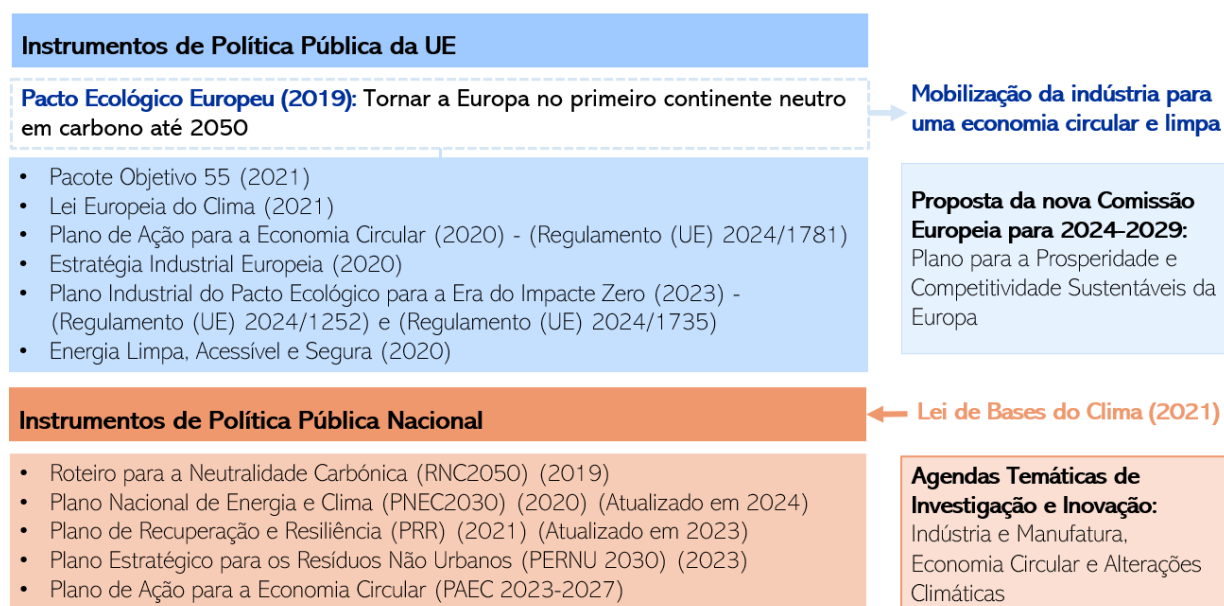 Instrumentos de Política Pública da UE
Pacto Ecológico Europeu (2019): Tornar a Europa no primeiro continente neutro
em carbono até 2050
Mobilização da indústria para
uma economia circular e limpa
• Pacote Objetivo 55 (2021)
• Lei Europeia do Clima (2021)
• Plano de Ação para a Economia Circular (2020) - (Regulamento (UE) 2024/1781)
• Estratégia Industrial Europeia (2020)
• Plano Industrial do Pacto Ecológico para a Era do Impacte Zero (2023) -
(Regulamento (UE) 2024/1252) e (Regulamento (UE) 2024/1735)
• Energia Limpa, Acessível e Segura (2020)
Proposta da nova Comissão
Europeia para 2024-2029:
Plano para a Prosperidade e
Competitividade Sustentáveis da
Europa
Instrumentos de Política Pública Nacional
Lei de Bases do Clima (2021)
• Roteiro para a Neutralidade Carbónica (RNC2050) (2019)
• Plano Nacional de Energia e Clima (PNEC2030) (2020) (Atualizado em 2024)
• Plano de Recuperação e Resiliência (PRR) (2021) (Atualizado em 2023)
• Plano Estratégico para os Resíduos Não Urbanos (PERNU 2030) (2023)
• Plano de Ação para a Economia Circular (PAEC 2023-2027)
Agendas Temáticas de
Investigação e Inovação:
Indústria e Manufatura,
Economia Circular e Alterações
Climáticas